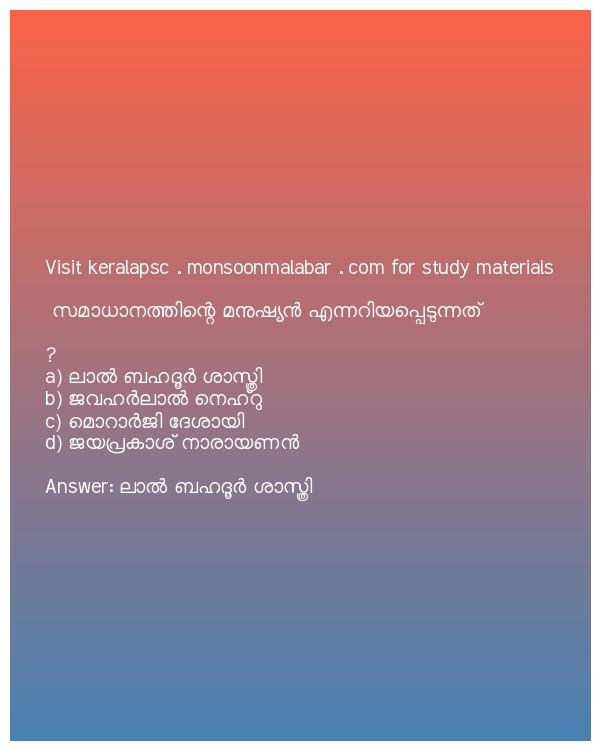 Visit keralapsc . monsoonmalabar . com for study materials
സമാധാനത്തിന്റെ മനുഷ്യൻ എന്നറിയപ്പെടുന്നത്
?
a) ലാൽ ബഹദൂർ ശാസ്ത്രി
b) ജവഹർലാൽ നെഹ്റു
c) മൊറാർജി ദേശായി
d) ജയപ്രകാശ് നാരായണൻ
Answer: ലാൽ ബഹദൂർ ശാസ്ത്രി